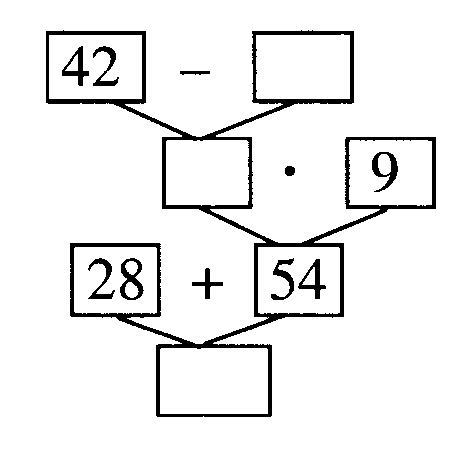 42 –
· 9
28 + 54